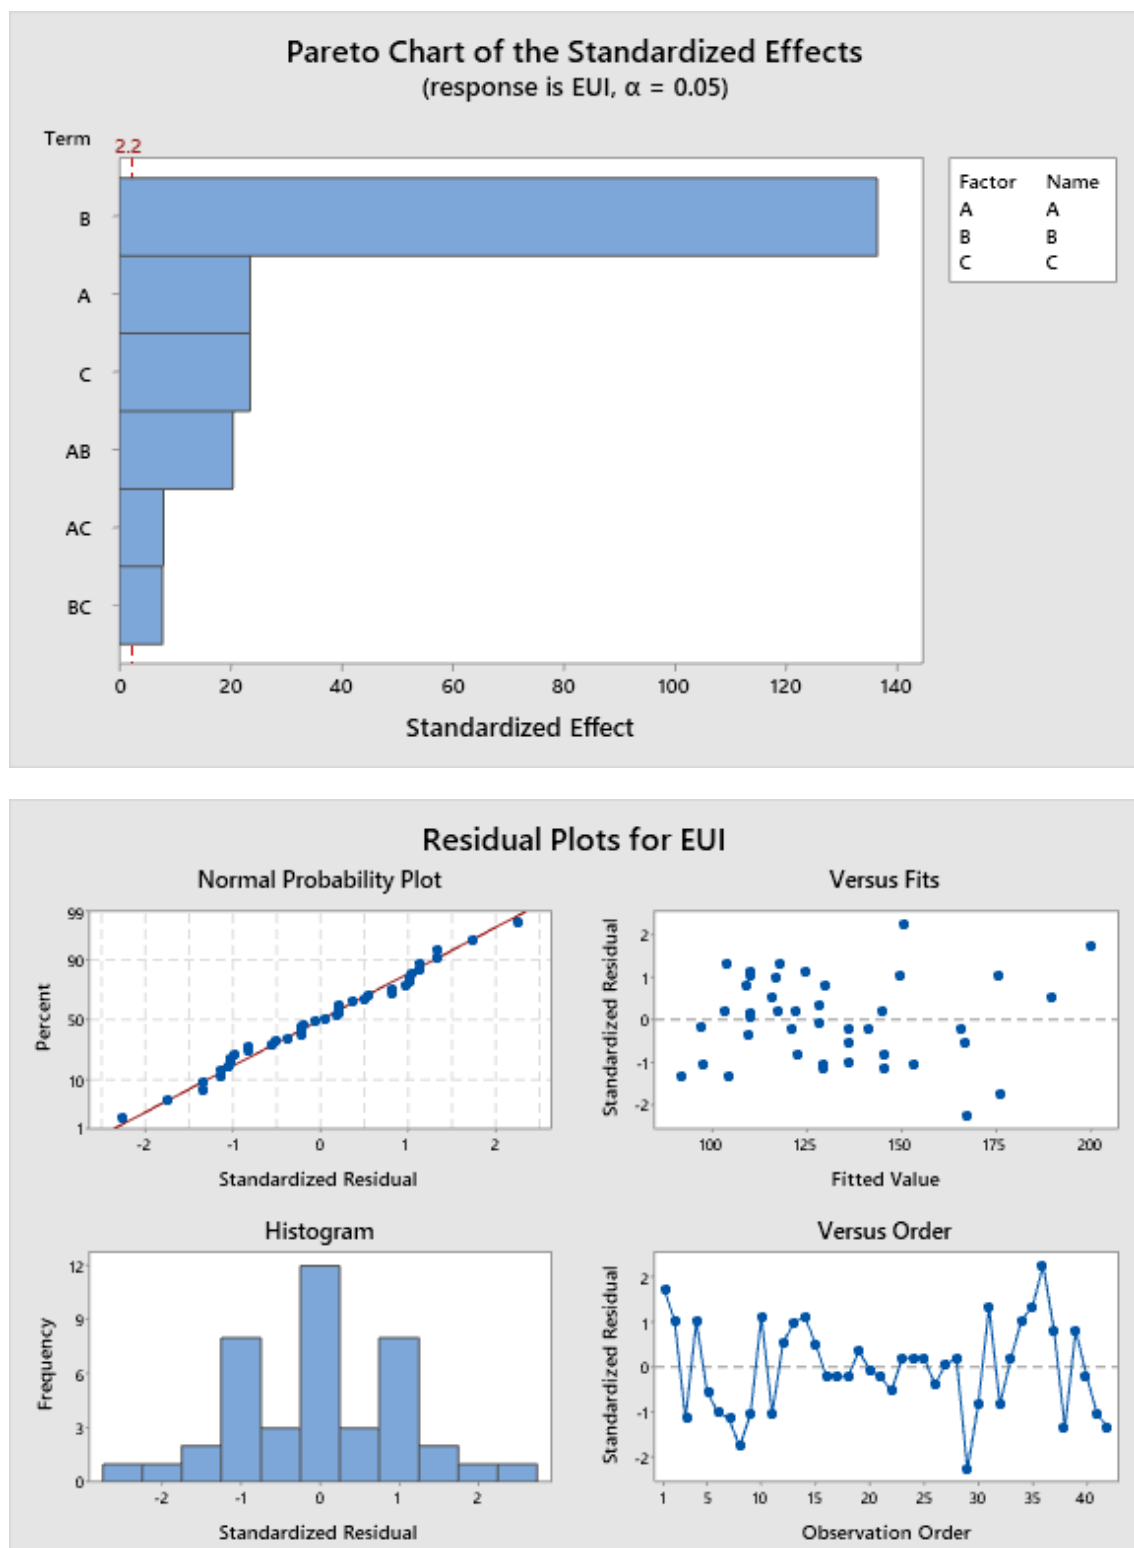 Pareto Chart of the Standardized Effects
(response is EUI, α = 0.05)
Term
2.2
Factor Name
A A
B B
C C
B
A
C
AB
AC
BC
0 20 40 60 80 100 120 140
Standardized Effect
Residual Plots for EUI
Normal Probability Plot
99
90
50
10
1
Percent
-2 -1 0 1 2
Standardized Residual
Versus Fits
2
1
0
-1
-2
Standardized Residual
100 125 150 175 200
Fitted Value
Histogram
12
9
6
3
0
Frequency
-2 -1 0 1 2
Standardized Residual
Versus Order
2
1
0
-1
-2
Standardized Residual
1 5 10 15 20 25 30 35 40
Observation Order